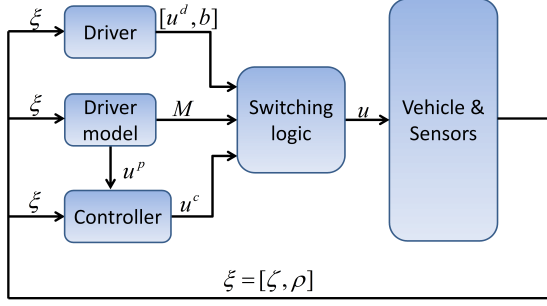 ξ
Driver
[u^d, b]
ξ
Driver
model
M
Switching
logic
u
Vehicle &
Sensors
u^p
ξ
Controller
u^c
ξ = [ζ, ρ]